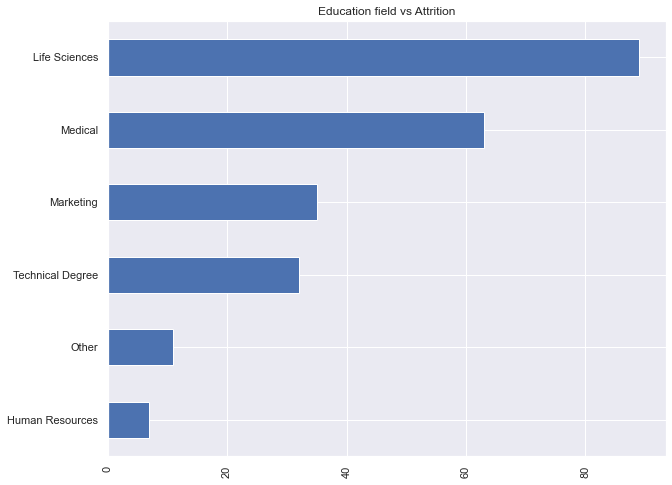 Education field vs Attrition
Life Sciences
Medical
Marketing
Technical Degree
Other
Human Resources
0
20
40
60
80